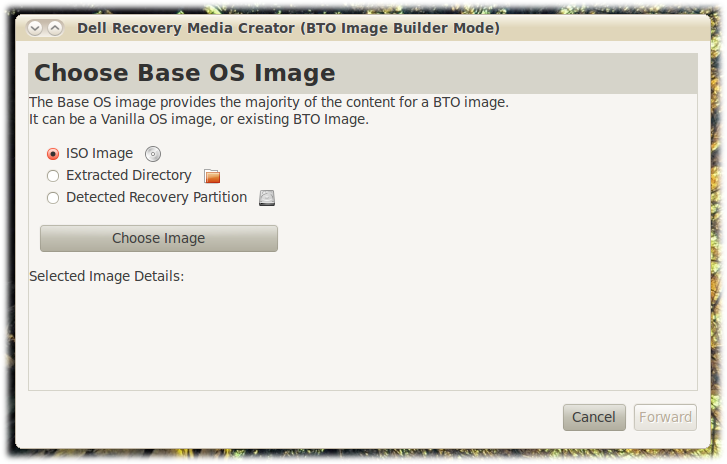 Dell Recovery Media Creator (BTO Image Builder Mode)
Choose Base OS Image
The Base OS image provides the majority of the content for a BTO image.
It can be a Vanilla OS image, or existing BTO Image.
ISO Image
Extracted Directory
Detected Recovery Partition
Choose Image
Selected Image Details:
Cancel Forward